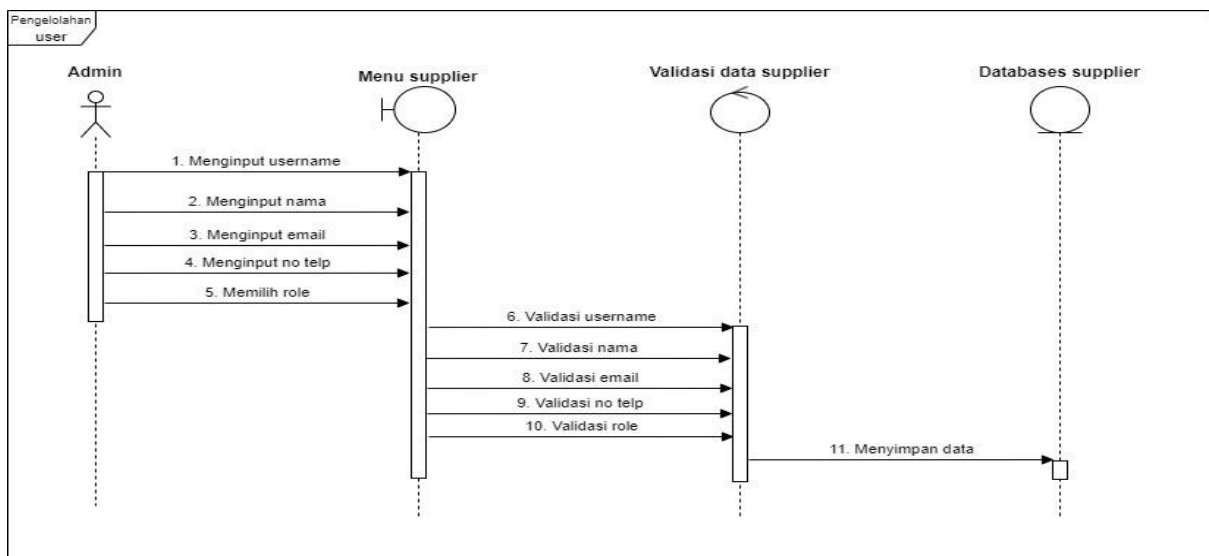 Pengelolahan
user
Admin
Menu supplier
Validasi data supplier
Databases supplier
1. Menginput username
2. Menginput nama
3. Menginput email
4. Menginput no telp
5. Memilih role
6. Validasi username
7. Validasi nama
8. Validasi email
9. Validasi no telp
10. Validasi role
11. Menyimpan data